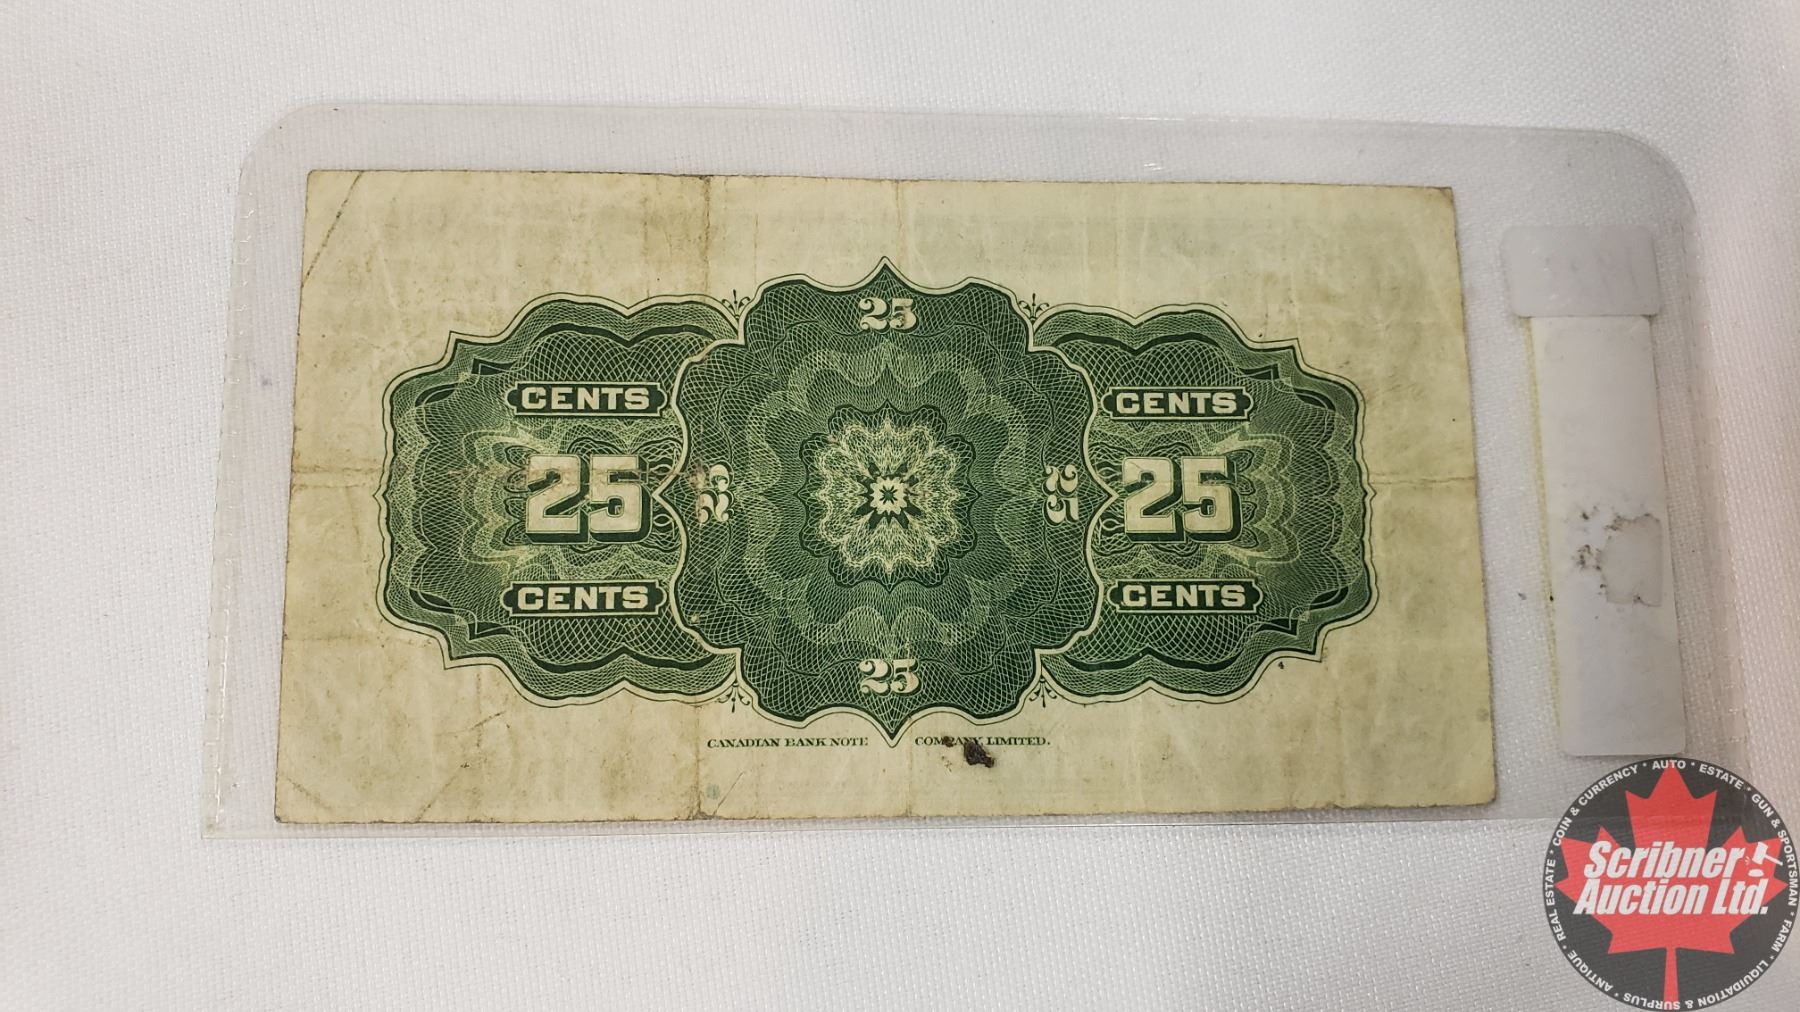 25
CENTS
CENTS
25
25
25
25
CENTS
CENTS
25
4
CANADIAN BANK NOTE COMPANY, LIMITED.
COIN & CURRENCY * AUTO * ESTATE * GUN & SPORTSMAN * FARM * LIQUIDATION & SURPLUS * ANTIQUE * REAL ESTATE *
Scribner
Auction Ltd.